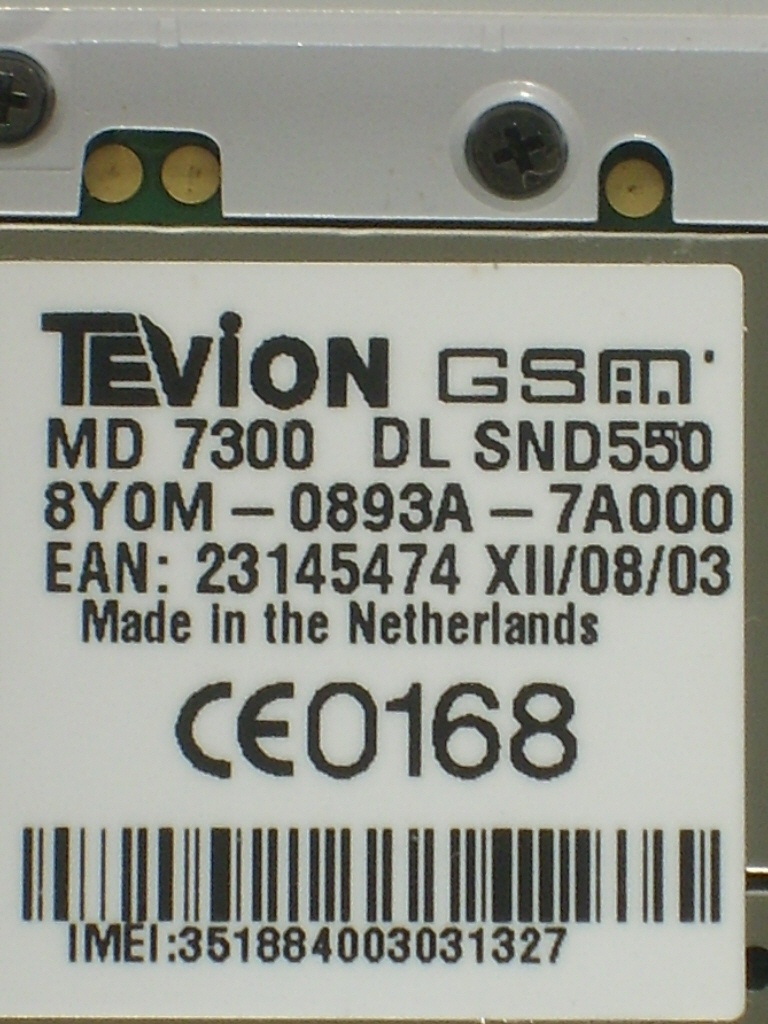 TEVION GSM
MD 7300 DL SND550
8Y0M – 0893A – 7A000
EAN: 23145474 XII/08/03
Made in the Netherlands
CE0168
IMEI:351884003031327